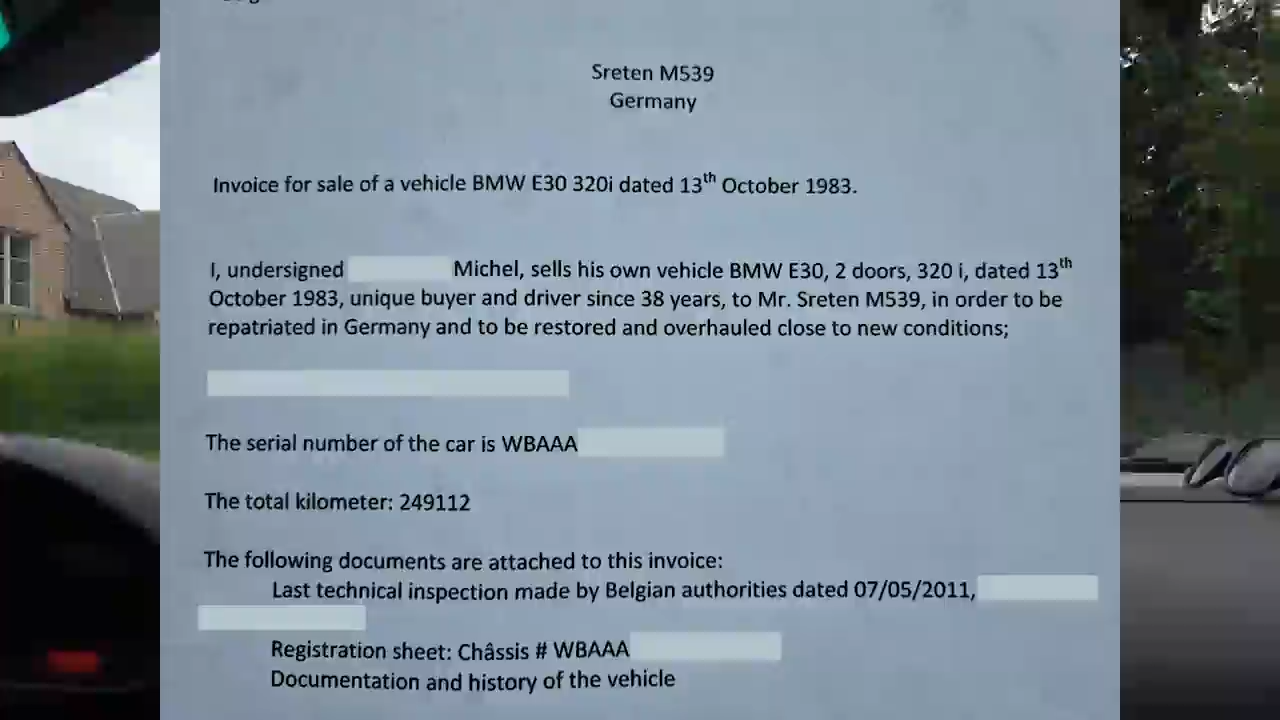 Sreten M539
Germany
Invoice for sale of a vehicle BMW E30 320i dated 13th October 1983.
I, undersigned Michel, sells his own vehicle BMW E30, 2 doors, 320 i, dated 13th
October 1983, unique buyer and driver since 38 years, to Mr. Sreten M539, in order to be
repatriated in Germany and to be restored and overhauled close to new conditions;
The serial number of the car is WBAAA
The total kilometer: 249112
The following documents are attached to this invoice:
Last technical inspection made by Belgian authorities dated 07/05/2011,
Registration sheet: Châssis # WBAAA
Documentation and history of the vehicle